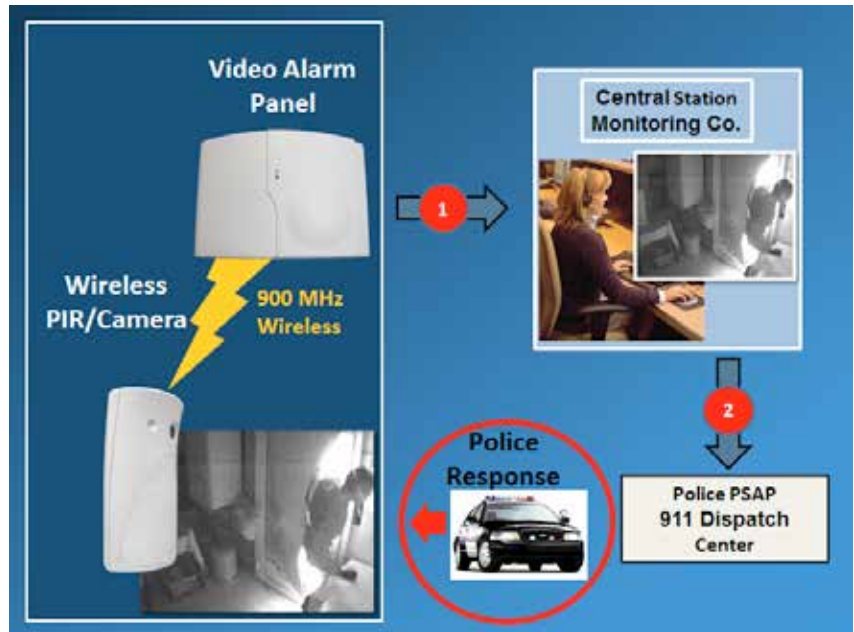 Video Alarm
Panel
Wireless
PIR/Camera
900 MHz
Wireless
1
Central Station
Monitoring Co.
2
Police PSAP
911 Dispatch
Center
Police
Response